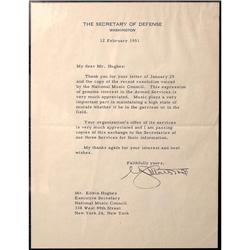 THE SECRETARY OF DEFENSE
WASHINGTON
12 February 1951
My dear Mr. Hughes:
Thank you for your letter of January 29
and the copy of the recent resolution voiced
by the National Music Council. This expression
of genuine interest in the Armed Services is
very much appreciated. Music plays a very
important part in maintaining a high state of
morale whether it be in the garrison or in the
field.
Your organization's offer of its services
is very much appreciated and I am passing
copies of this exchange to the Secretaries of
our Three Services for their information.
My thanks again for your interest and best
wishes.
Faithfully yours,
Mr. Edwin Hughes
Executive Secretary
National Music Council
338 West 89th Street
New York 24, New York